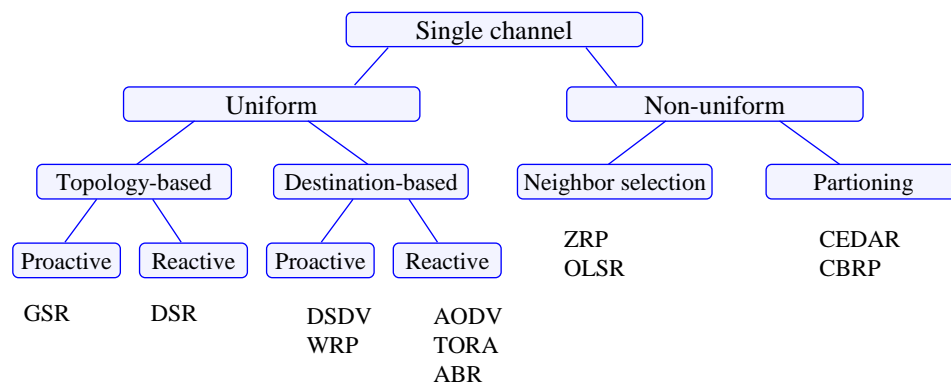 Single channel
Uniform
Non-uniform
Topology-based
Destination-based
Neighbor selection
Partioning
Proactive
Reactive
Proactive
Reactive
ZRP
OLSR
CEDAR
CBRP
GSR
DSR
DSDV
WRP
AODV
TORA
ABR